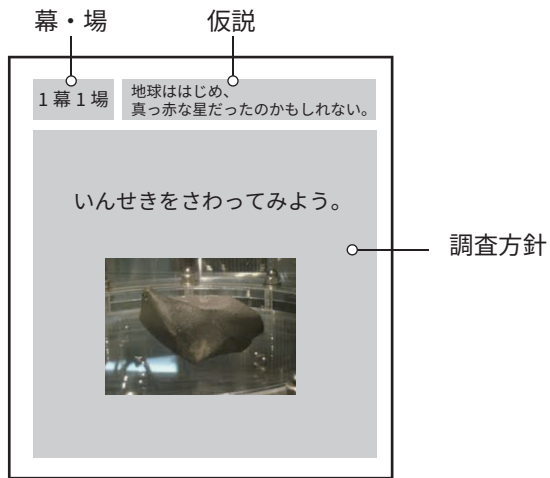 幕・場
仮説
1幕1場
地球ははじめ、
真っ赤な星だったのかもしれない。
いんせきをさわってみよう。
調査方針